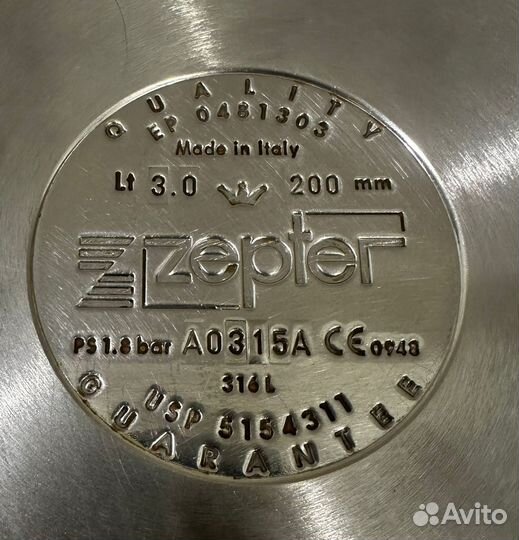 QUALITY
EP 0481303
Made in Italy
Lt 3.0 200 mm
Zepter
PS 1.8 bar A0315A CE 0948
316L
USP 5154311
GUARANTEE
Avito